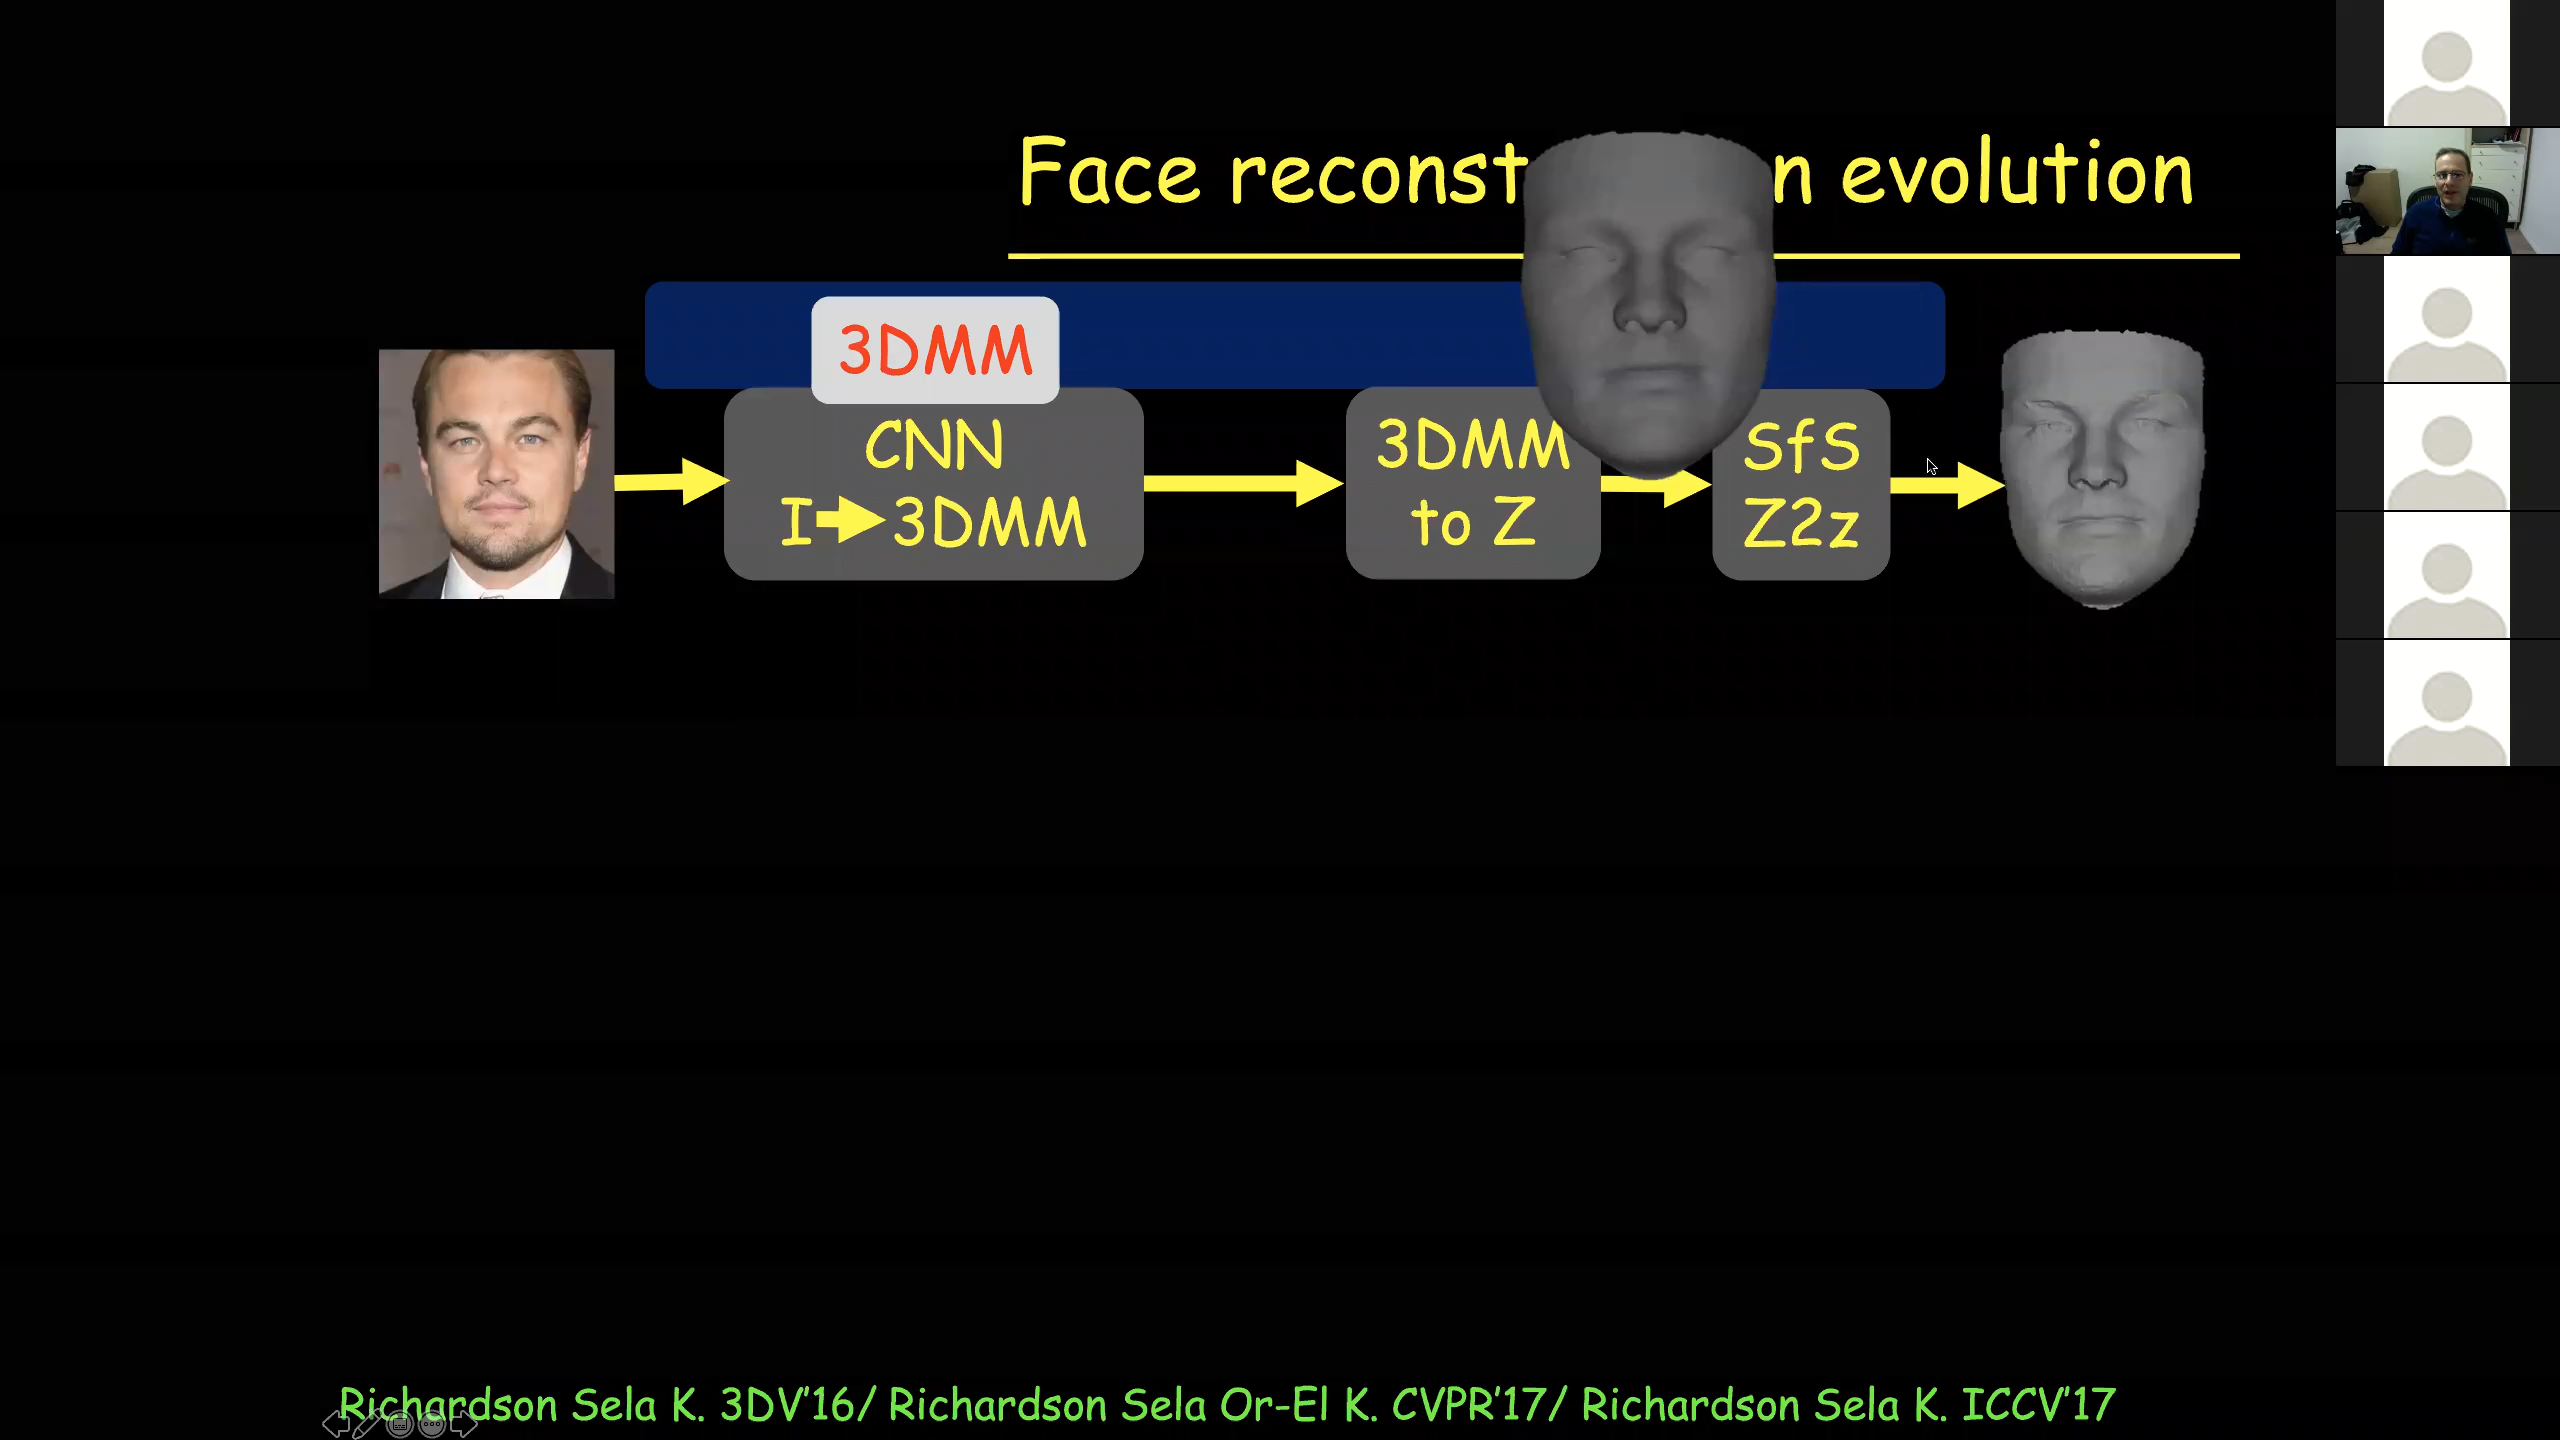 Face reconst n evolution
3DMM
CNN
I 3DMM
3DMM
to Z
SfS
Z2z
Richardson Sela K. 3DV'16/ Richardson Sela Or-El K. CVPR'17/ Richardson Sela K. ICCV'17